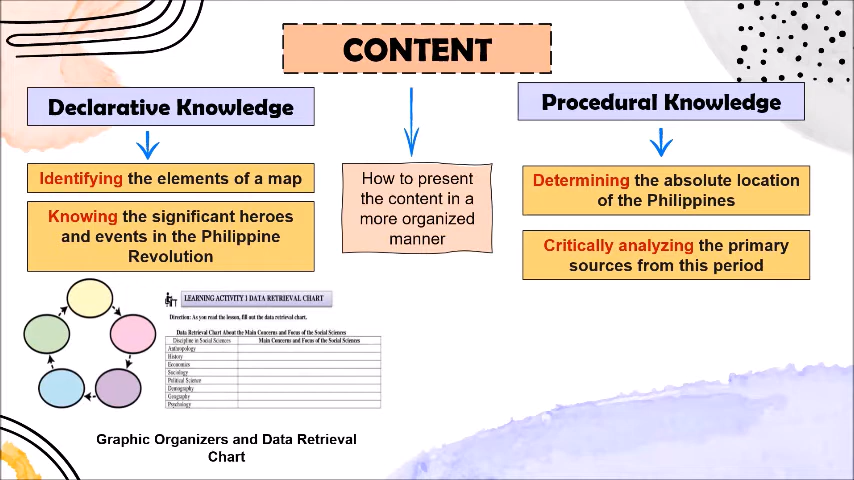 CONTENT
Declarative Knowledge
Procedural Knowledge
Identifying the elements of a map
Knowing the significant heroes
and events in the Philippine
Revolution
How to present
the content in a
more organized
manner
Determining the absolute location
of the Philippines
Critically analyzing the primary
sources from this period
LEARNING ACTIVITY 1 DATA RETRIEVAL CHART
Direction: As you read the lesson, fill out the data retrieval chart.
Data Retrieval Chart About the Main Concerns and Focus of the Social Sciences
Discipline in Social Sciences Main Concerns and Focus of the Social Sciences
Anthropology
History
Economics
Sociology
Political Science
Demography
Geography
Psychology
Graphic Organizers and Data Retrieval
Chart